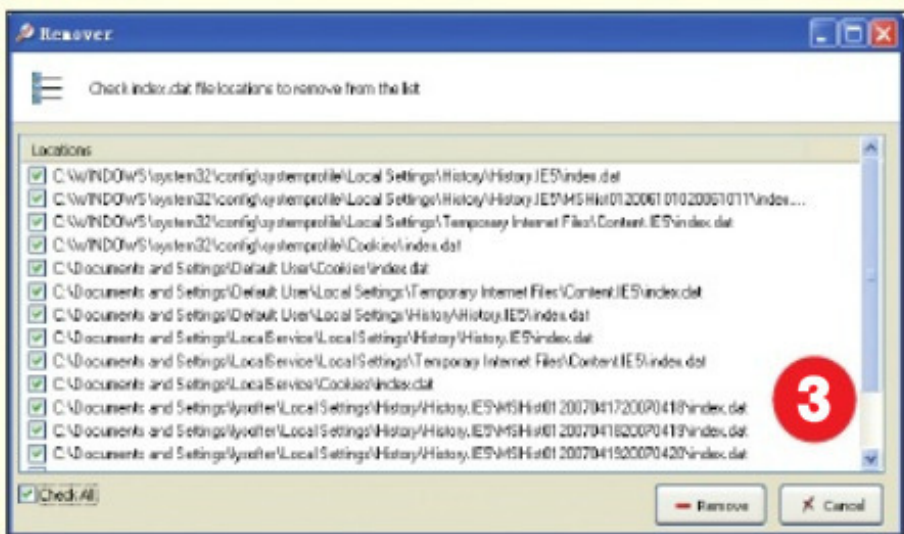 Remover
Check index.dat file locations to remove from the list
Locations
C:\WINDOWS\system32\config\systemprofile\Local Settings\History\History.IE5\index.dat
C:\WINDOWS\system32\config\systemprofile\Local Settings\History\History.IE5\MSHist012006101020061011\index....
C:\WINDOWS\system32\config\systemprofile\Local Settings\Temporary Internet Files\Content.IE5\index.dat
C:\WINDOWS\system32\config\systemprofile\Cookies\index.dat
C:\Documents and Settings\Default User\Cookies\index.dat
C:\Documents and Settings\Default User\Local Settings\Temporary Internet Files\Content.IE5\index.dat
C:\Documents and Settings\Default User\Local Settings\History\History.IE5\index.dat
C:\Documents and Settings\LocalService\Local Settings\History\History.IE5\index.dat
C:\Documents and Settings\LocalService\Local Settings\Temporary Internet Files\Content.IE5\index.dat
C:\Documents and Settings\LocalService\Cookies\index.dat
C:\Documents and Settings\lysofter\Local Settings\History\History.IE5\MSHist012007041720070418\index.dat
C:\Documents and Settings\lysofter\Local Settings\History\History.IE5\MSHist012007041820070419\index.dat
C:\Documents and Settings\lysofter\Local Settings\History\History.IE5\MSHist012007041920070420\index.dat
3
Check All
Remove
Cancel